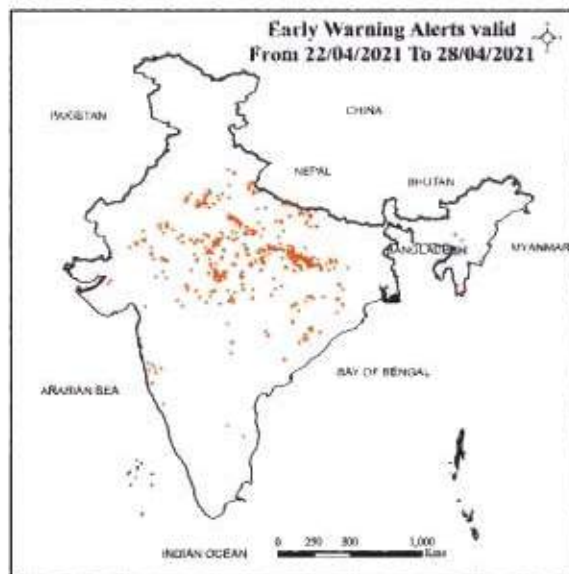 Early Warning Alerts valid
From 22/04/2021 To 28/04/2021
PAKISTAN
CHINA
NEPAL
BHUTAN
BANGLADESH
MYANMAR
ARABIAN SEA
BAY OF BENGAL
INDIAN OCEAN
0
1,000
Kms